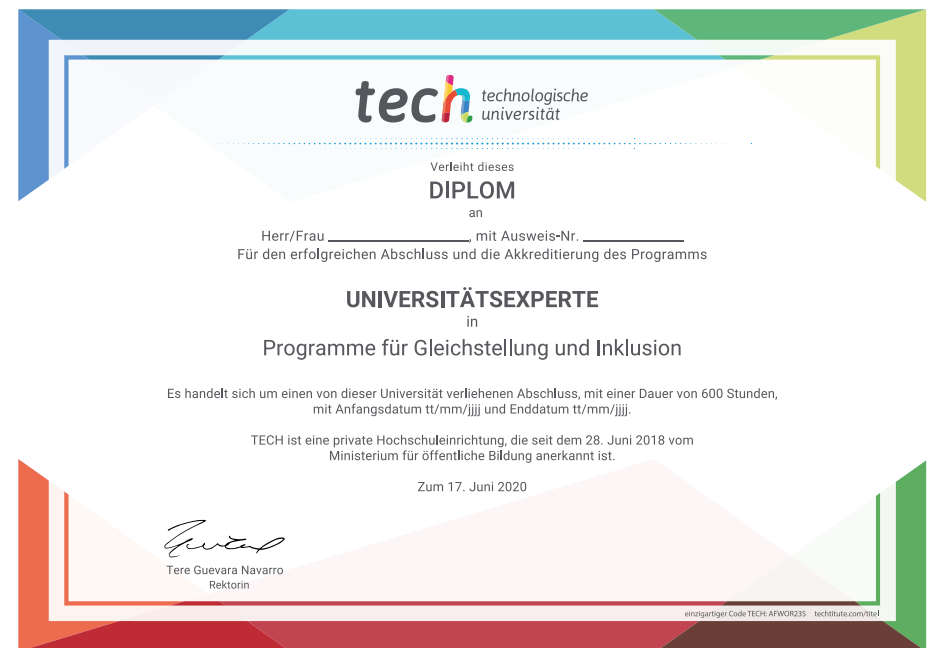 tech technologische
universität
Verleiht dieses
DIPLOM
an
Herr/Frau ____________________, mit Ausweis-Nr. ______________
Für den erfolgreichen Abschluss und die Akkreditierung des Programms
UNIVERSITÄTSEXPERTE
in
Programme für Gleichstellung und Inklusion
Es handelt sich um einen von dieser Universität verliehenen Abschluss, mit einer Dauer von 600 Stunden,
mit Anfangsdatum tt/mm/jjjj und Enddatum tt/mm/jjjj.
TECH ist eine private Hochschuleinrichtung, die seit dem 28. Juni 2018 vom
Ministerium für öffentliche Bildung anerkannt ist.
Zum 17. Juni 2020
Tere Guevara Navarro
Rektorin
einzigartiger Code TECH: AFWOR23S techtitute.com/titel